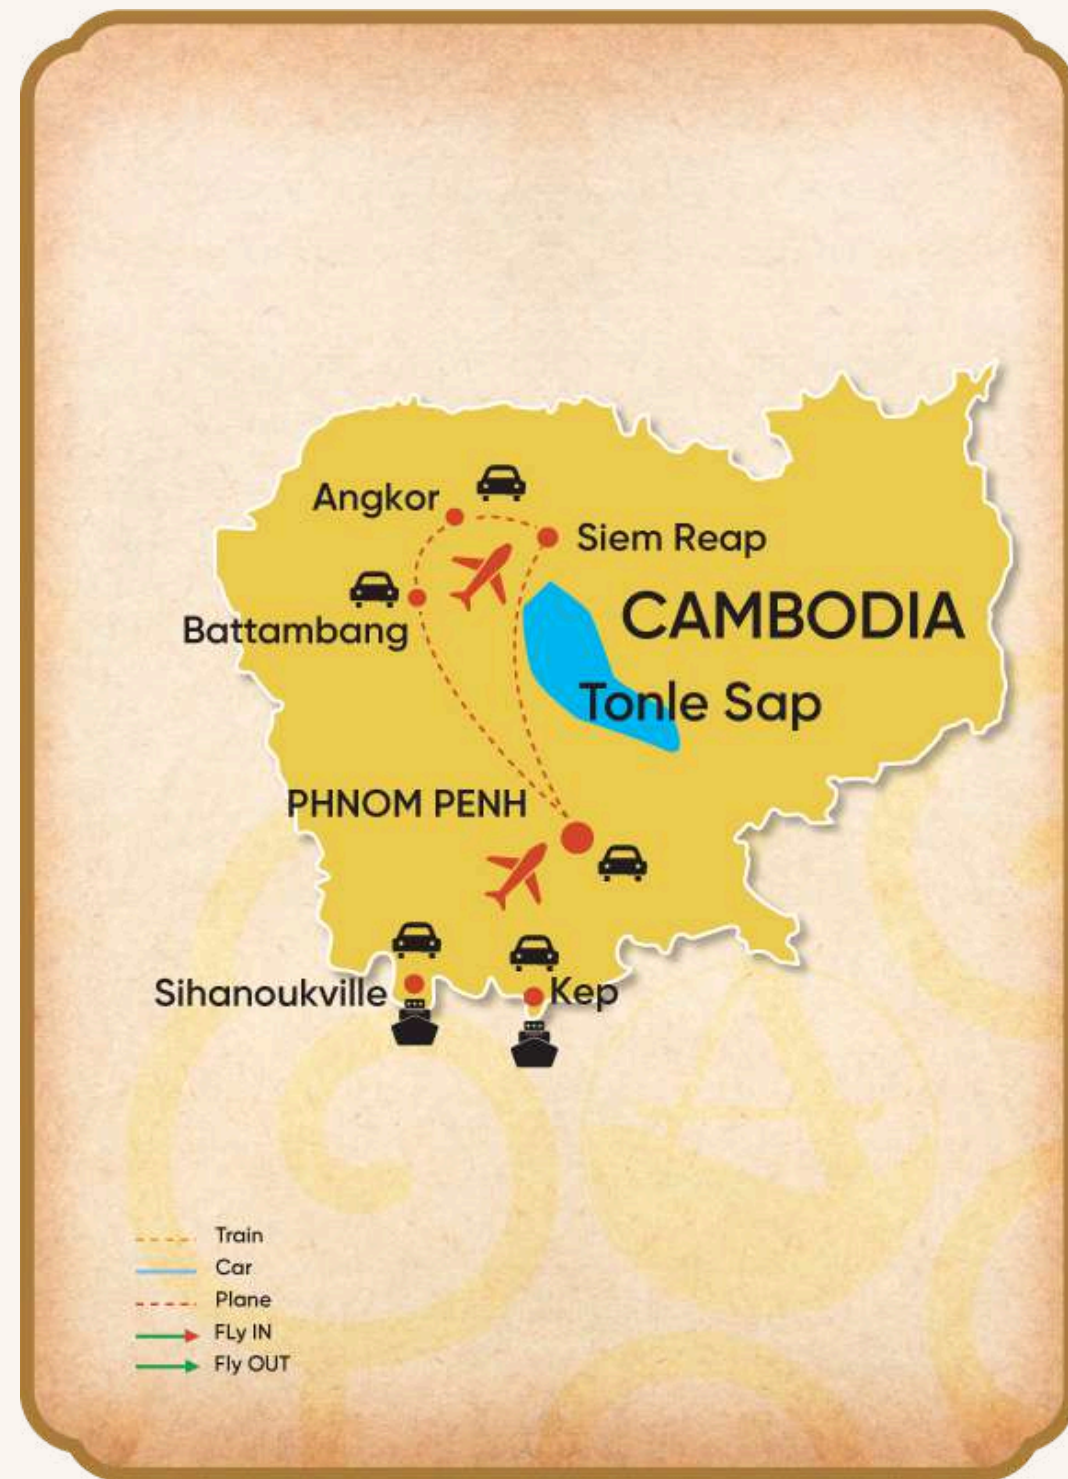 Angkor
Siem Reap
Battambang
CAMBODIA
Tonle Sap
PHNOM PENH
Sihanoukville
Kep
Train
Car
Plane
FLy IN
Fly OUT